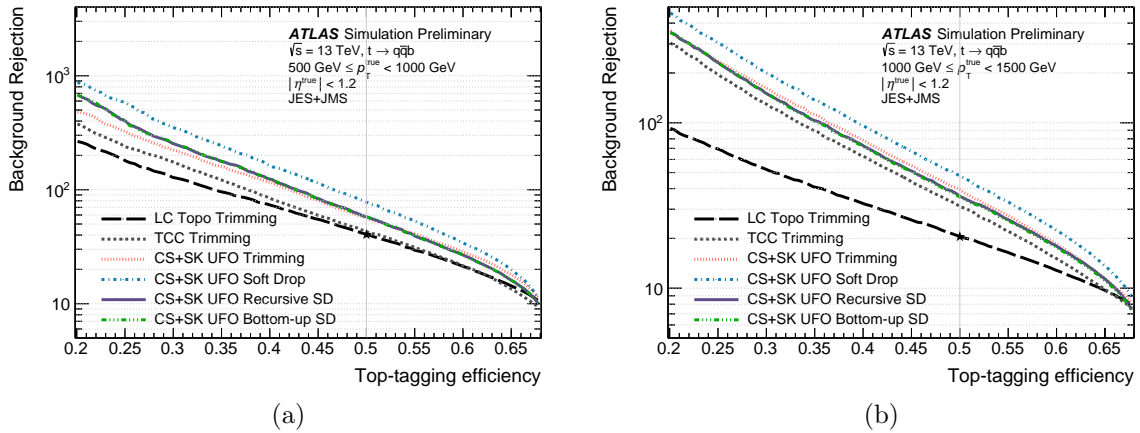 Background Rejection
10³
10²
10
ATLAS Simulation Preliminary
√s = 13 TeV, t → qq̅b
500 GeV ≤ p_T^true < 1000 GeV
| η^true | < 1.2
JES+JMS
LC Topo Trimming
TCC Trimming
CS+SK UFO Trimming
CS+SK UFO Soft Drop
CS+SK UFO Recursive SD
CS+SK UFO Bottom-up SD
0.2 0.25 0.3 0.35 0.4 0.45 0.5 0.55 0.6 0.65
Top-tagging efficiency
(a)
Background Rejection
10²
10
ATLAS Simulation Preliminary
√s = 13 TeV, t → qq̅b
1000 GeV ≤ p_T^true < 1500 GeV
| η^true | < 1.2
JES+JMS
LC Topo Trimming
TCC Trimming
CS+SK UFO Trimming
CS+SK UFO Soft Drop
CS+SK UFO Recursive SD
CS+SK UFO Bottom-up SD
0.2 0.25 0.3 0.35 0.4 0.45 0.5 0.55 0.6 0.65
Top-tagging efficiency
(b)